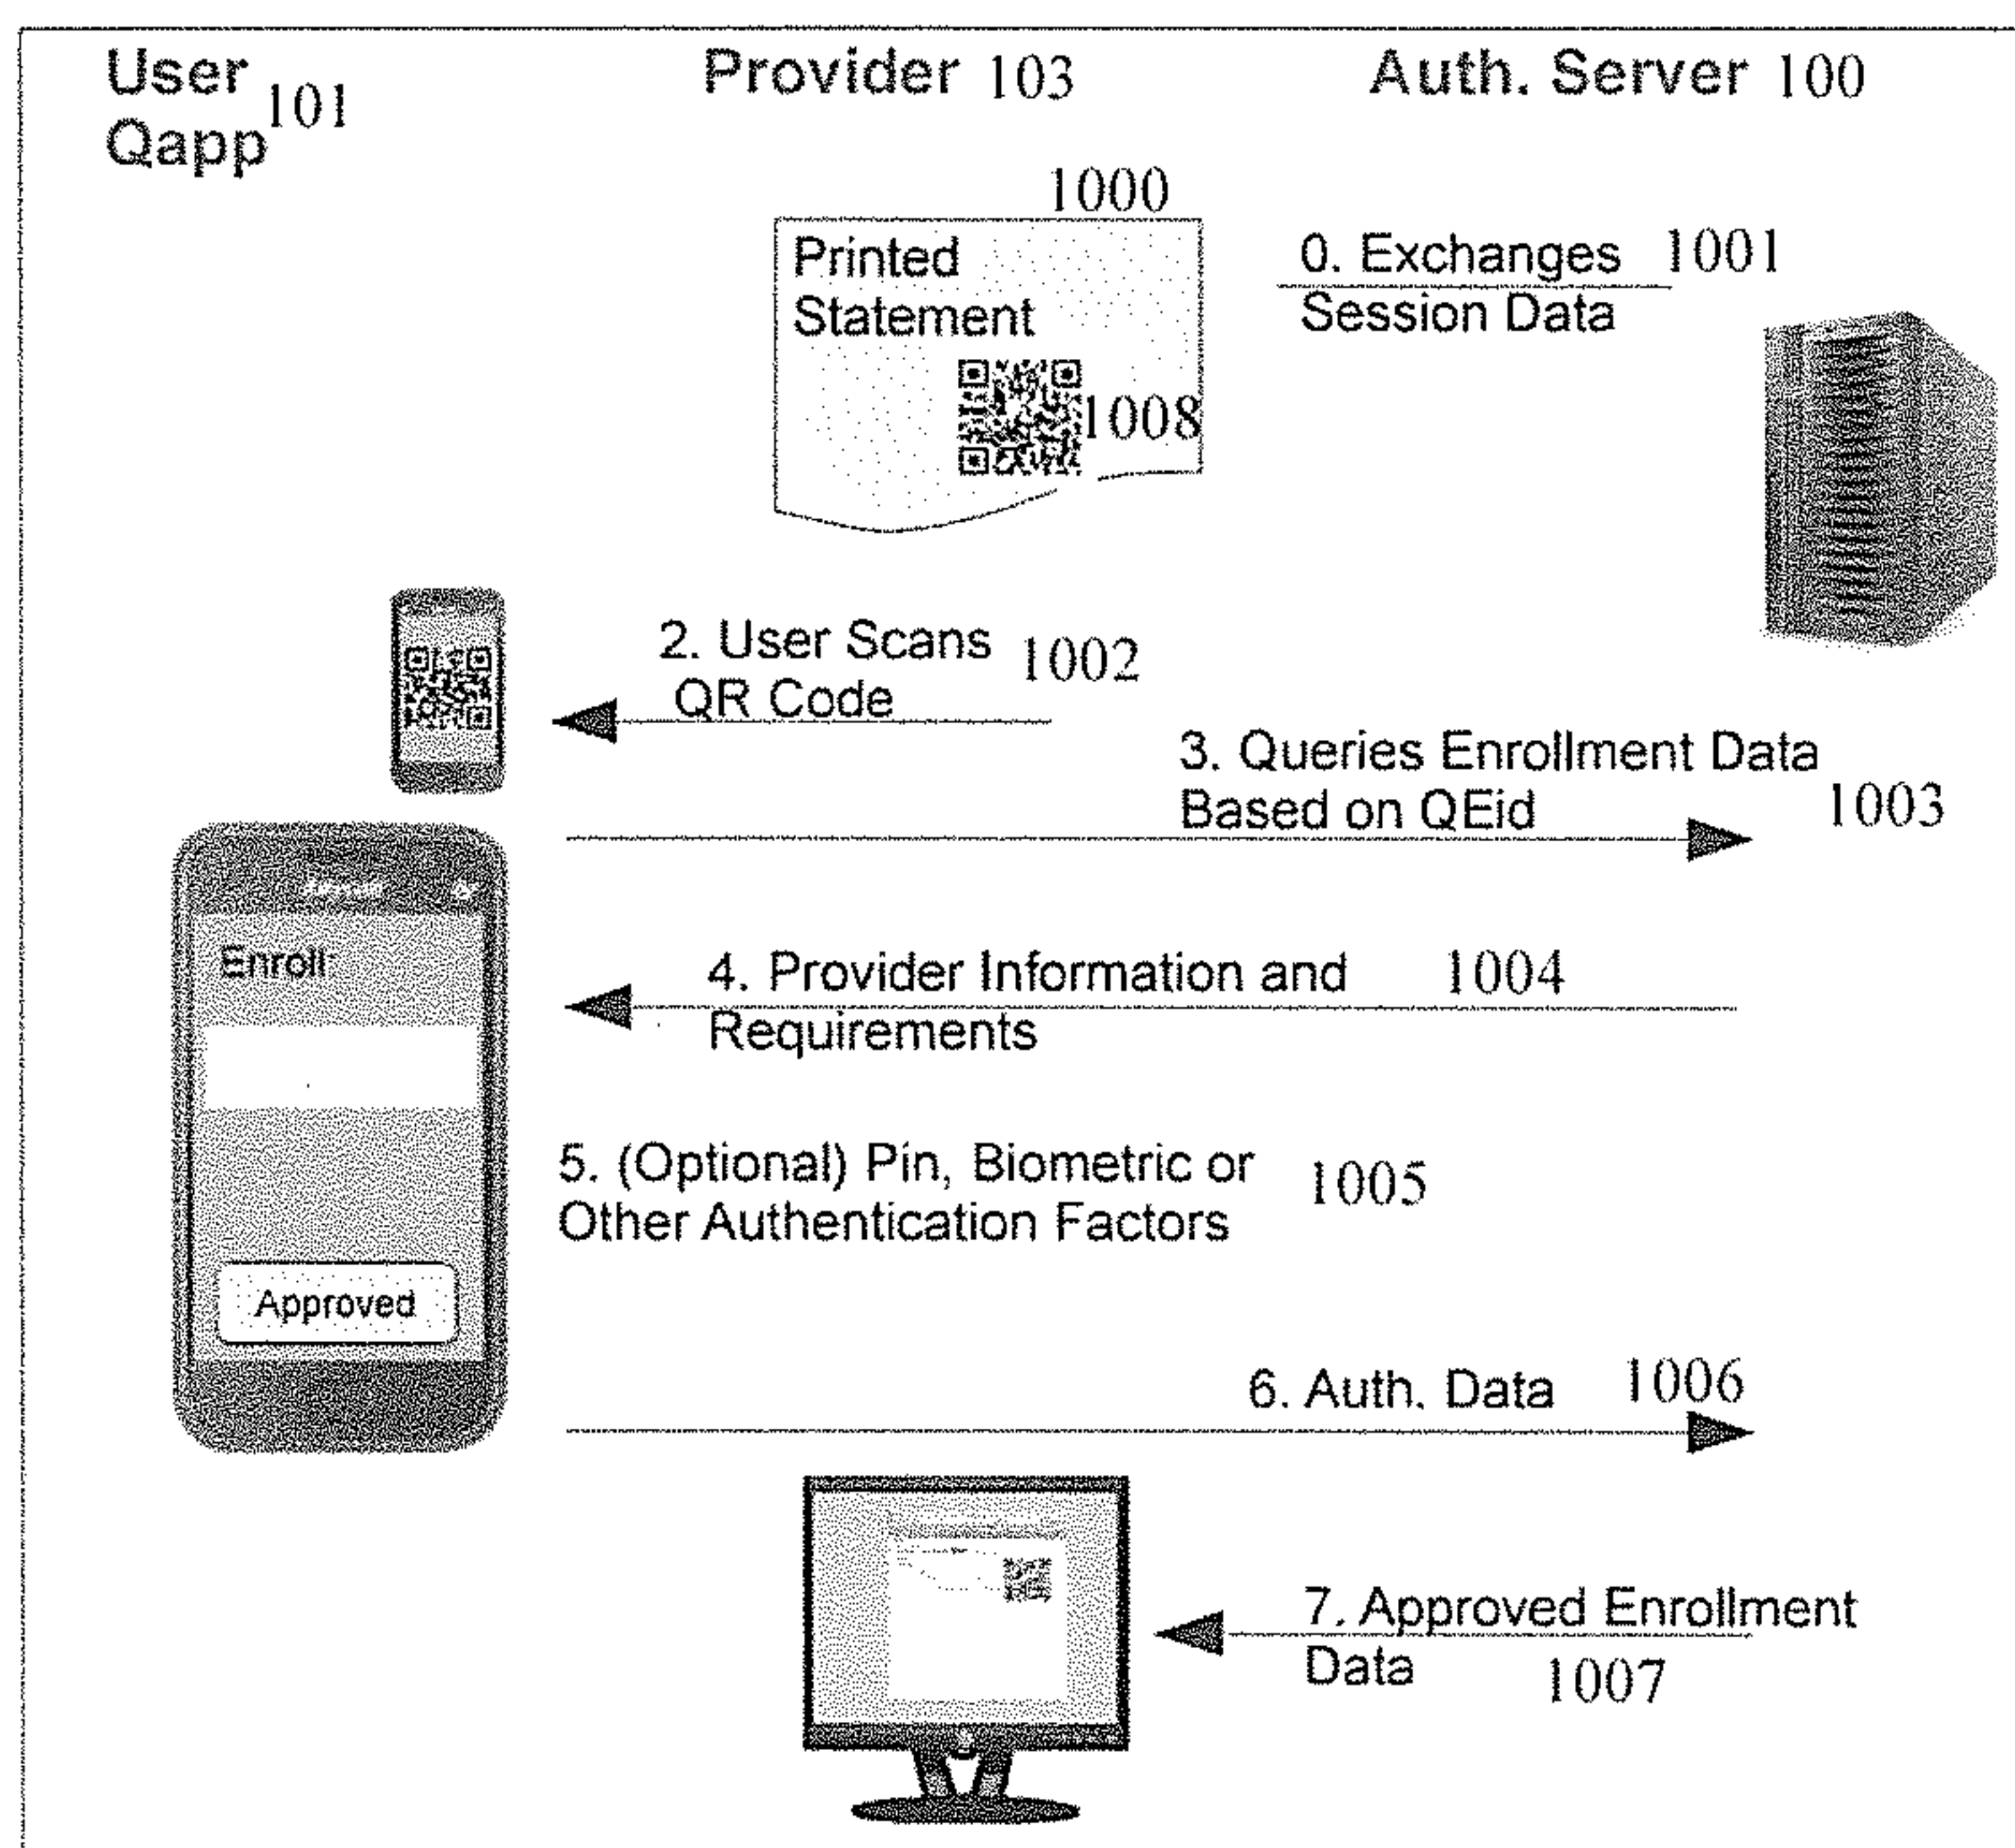 User
Qapp 101
Provider 103
Auth. Server 100
1000
Printed
Statement
1008
0. Exchanges 1001
Session Data
2. User Scans 1002
QR Code
3. Queries Enrollment Data
Based on QEid 1003
Enroll
4. Provider Information and 1004
Requirements
5. (Optional) Pin, Biometric or 1005
Other Authentication Factors
Approved
6. Auth. Data 1006
7. Approved Enrollment
Data 1007